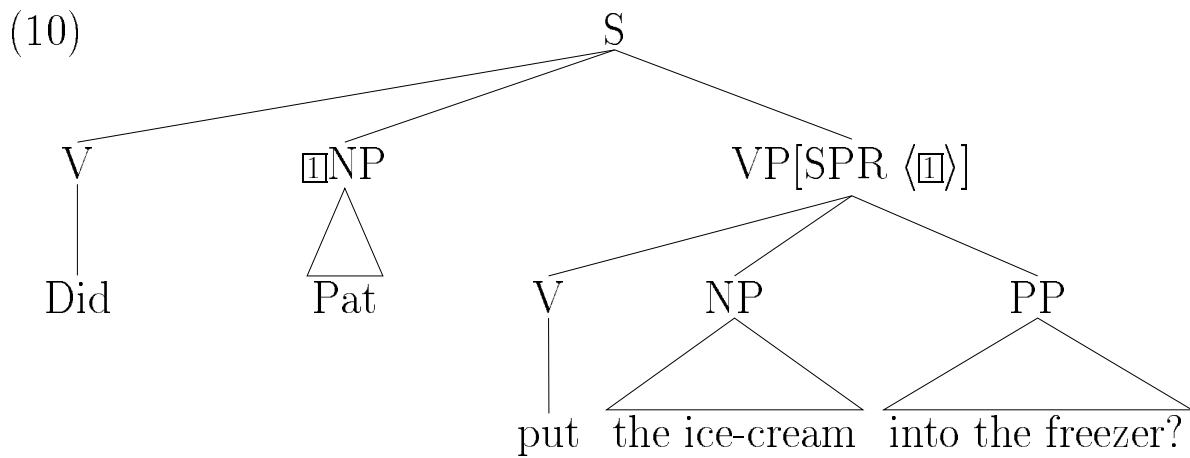 (10) S
V 1NP VP[SPR ⟨1⟩]
Did Pat V NP PP
put the ice-cream into the freezer?